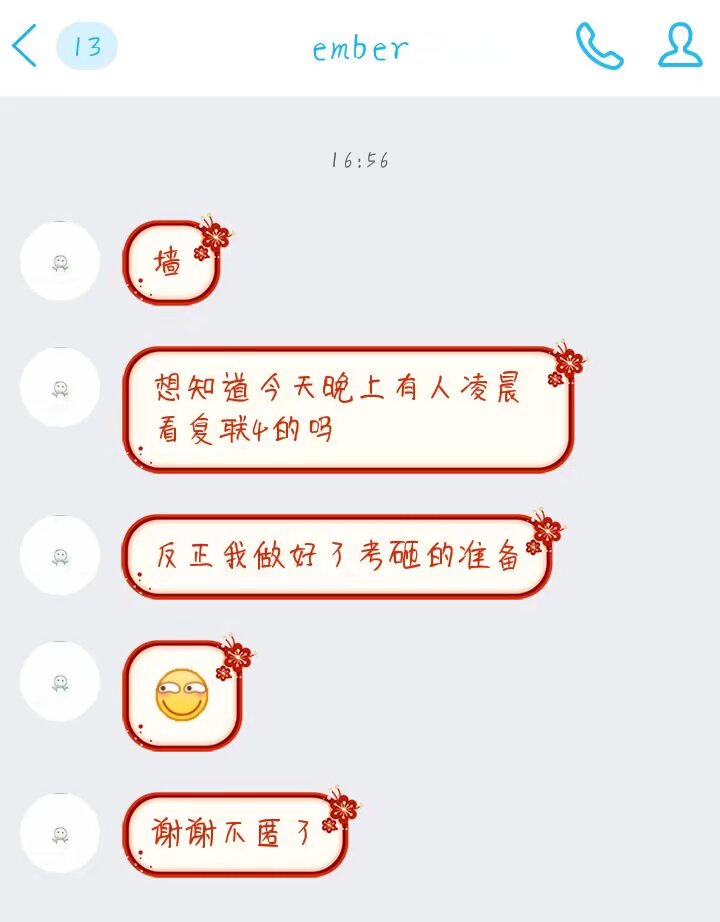 13
ember
16:56
墙
想知道今天晚上有人凌晨
看复联4的吗
反正我做好了考砸的准备
谢谢不匿了